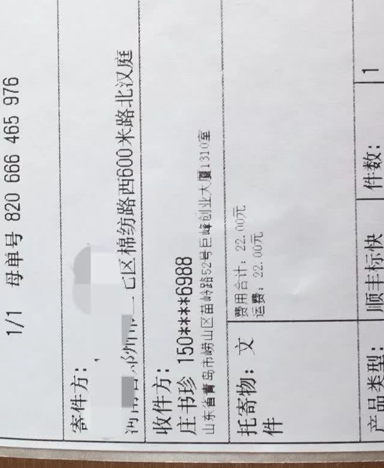 1/1 母单号 820 666 465 976
寄件方：
七区棉纺路西600米路北汉庭
收件方：
庄书珍 150****6988
山东省青岛市崂山区苗岭路52号巨峰创业大厦1310室
费用合计：22.00元
运费：22.00元
托寄物：文件
产品类型：顺丰标快 件数：1